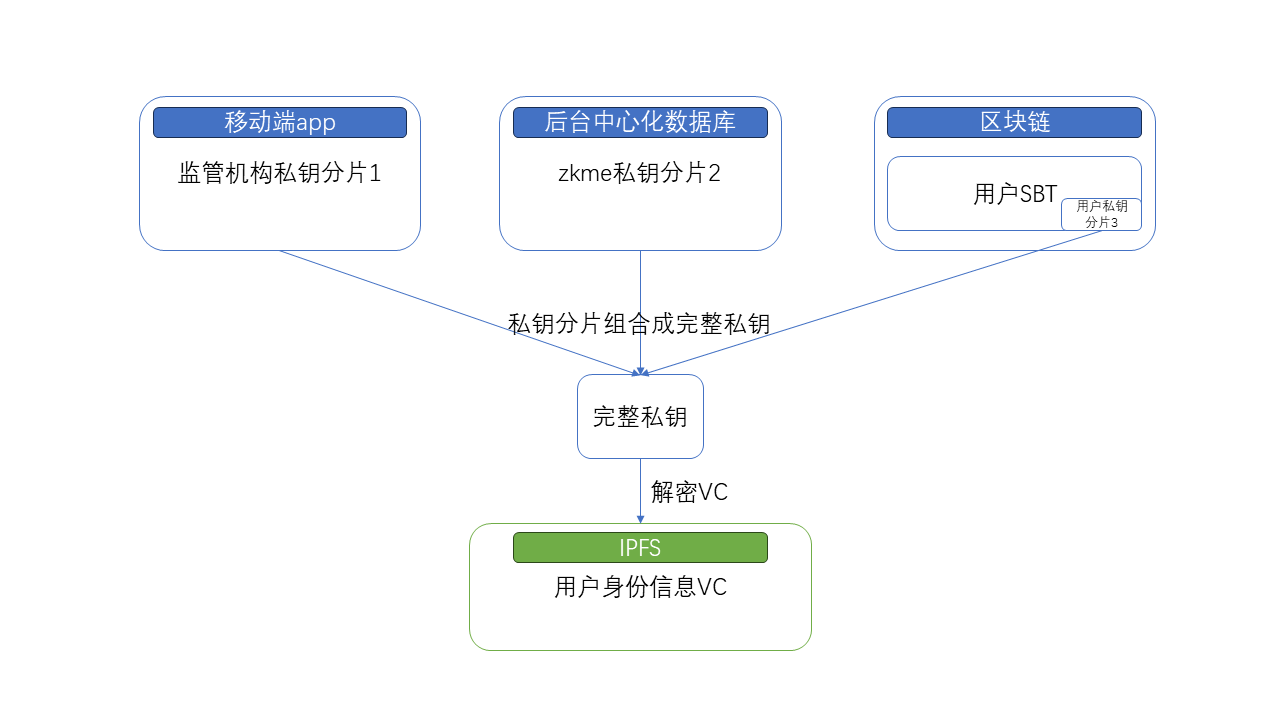 移动端app
监管机构私钥分片1
后台中心化数据库
zkme私钥分片2
区块链
用户SBT
用户私钥
分片3
私钥分片组合成完整私钥
完整私钥
解密VC
IPFS
用户身份信息VC